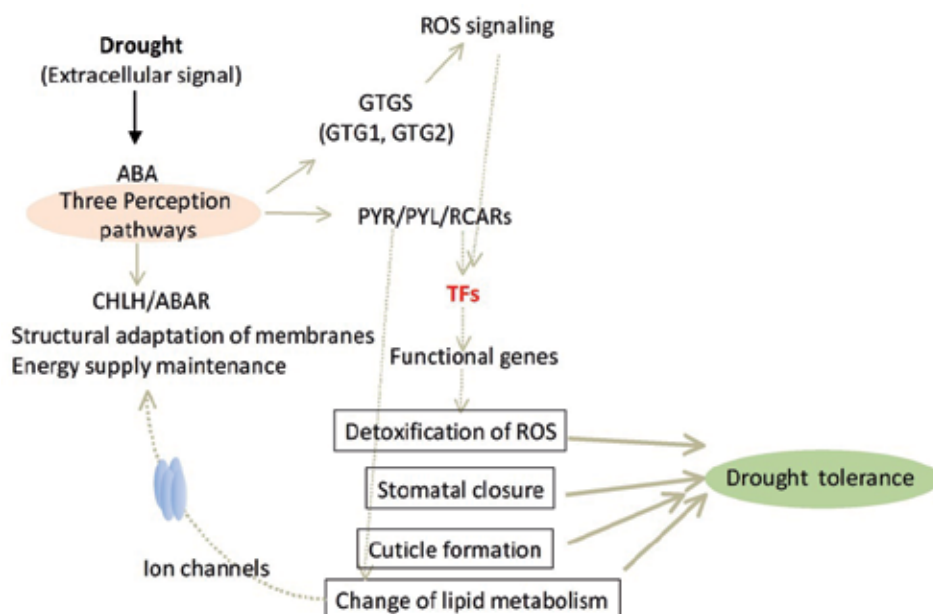 ROS signaling
Drought
(Extracellular signal)
GTGS
(GTG1, GTG2)
ABA
Three Perception
pathways
PYR/PYL/RCARs
CHLH/ABAR
TFs
Structural adaptation of membranes
Energy supply maintenance
Functional genes
Detoxification of ROS
Drought tolerance
Stomatal closure
Cuticle formation
Ion channels
Change of lipid metabolism